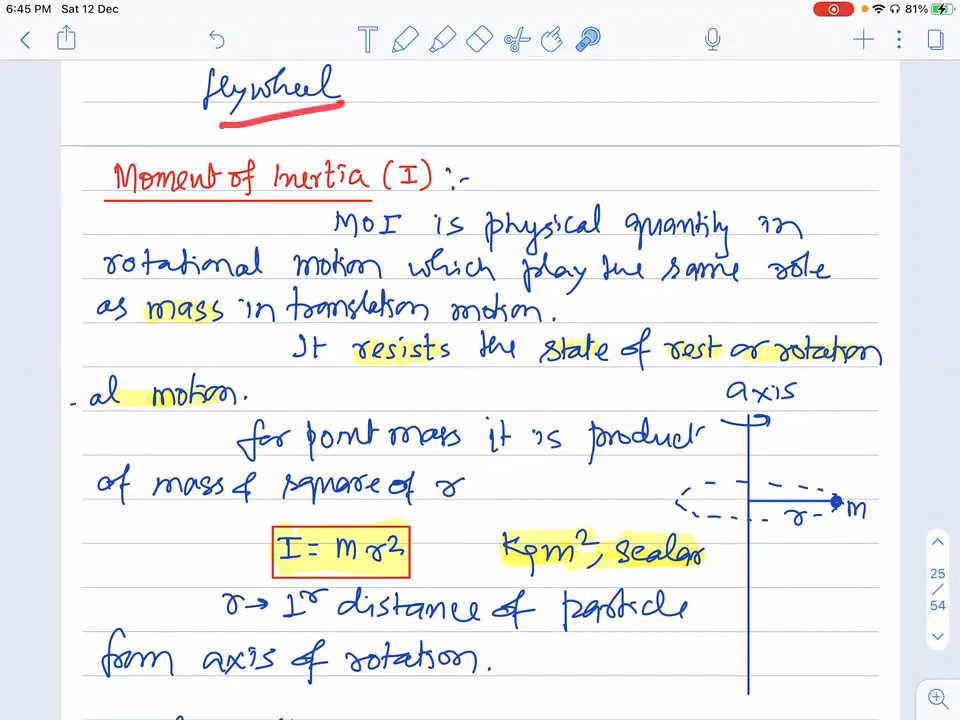 6:45 PM Sat 12 Dec
81%
flywheel
Moment of Inertia (I) :-
MOI is physical quantity in
rotational motion which play the same role
as mass in translation motion.
It resists the state of rest or rotation
-al motion.
axis
for point mass it is product
of mass & square of r
r
m
I = mr²
Kgm², scalar
r → ⊥r distance of particle
from axis of rotation.
25
/
54